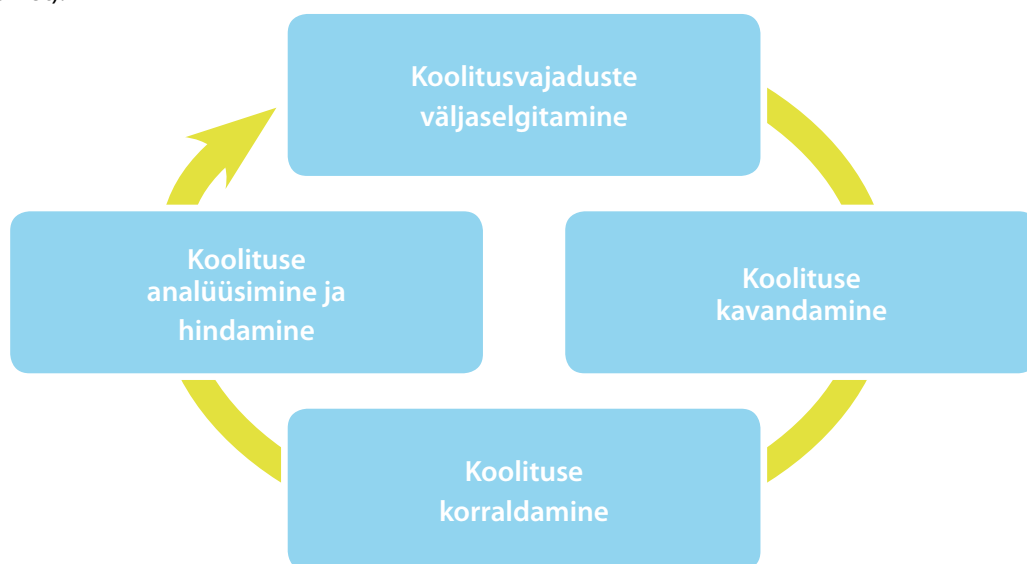 Koolitusvajaduste
väljaselgitamine
Koolituse
analüüsimine ja
hindamine
Koolituse
kavandamine
Koolituse
korraldamine